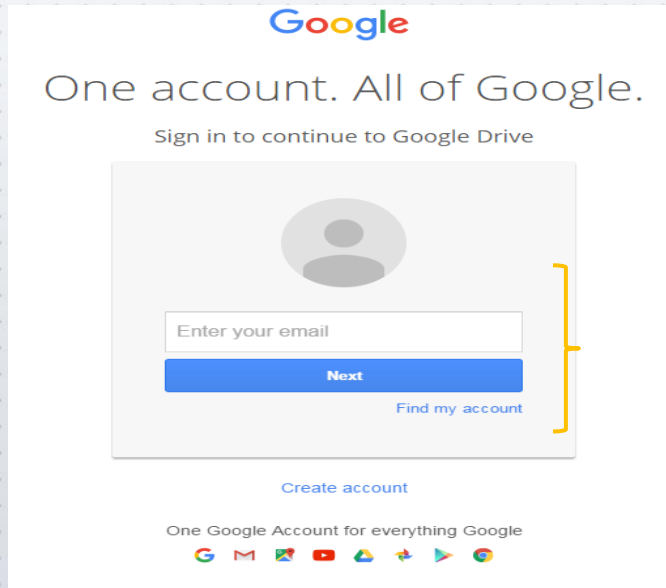 Google
One account. All of Google.
Sign in to continue to Google Drive
Enter your email
Next
Find my account
Create account
One Google Account for everything Google